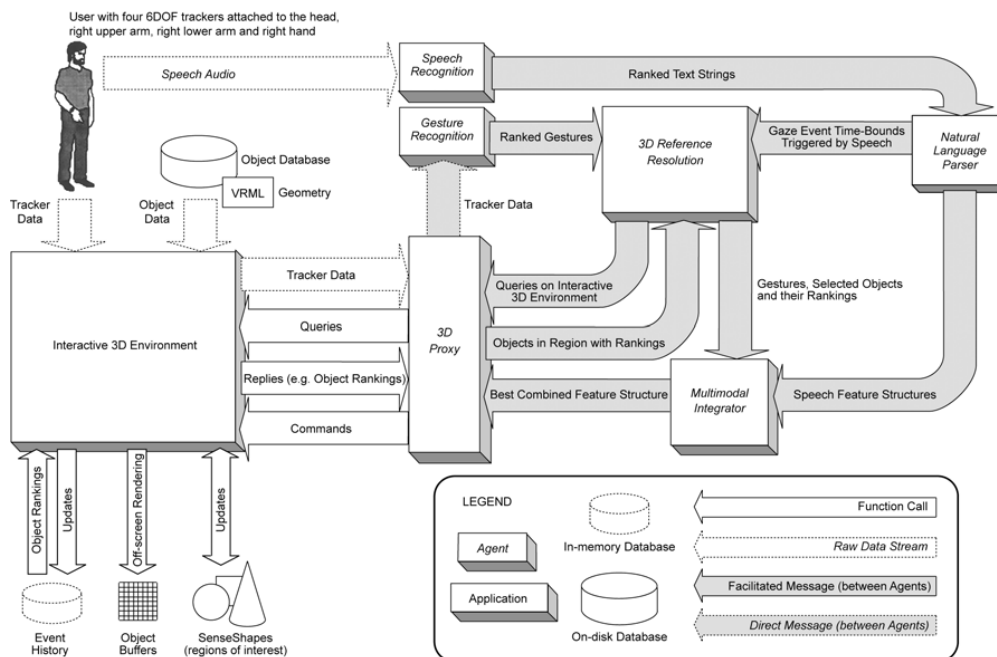 User with four 6DOF trackers attached to the head,
right upper arm, right lower arm and right hand
Speech Audio
Speech
Recognition
Ranked Text Strings
Gesture
Recognition
Ranked Gestures
3D Reference
Resolution
Gaze Event Time-Bounds
Triggered by Speech
Natural
Language
Parser
Object Database
VRML
Geometry
Tracker
Data
Object
Data
Tracker Data
Interactive 3D Environment
Tracker Data
Queries
Replies (e.g. Object Rankings)
Commands
3D
Proxy
Queries on Interactive
3D Environment
Objects in Region with Rankings
Best Combined Feature Structure
Gestures, Selected Objects
and their Rankings
Multimodal
Integrator
Speech Feature Structures
Object Rankings
Updates
Off-screen Rendering
Updates
Event
History
Object
Buffers
SenseShapes
(regions of interest)
LEGEND
Agent
Application
In-memory Database
On-disk Database
Function Call
Raw Data Stream
Facilitated Message (between Agents)
Direct Message (between Agents)